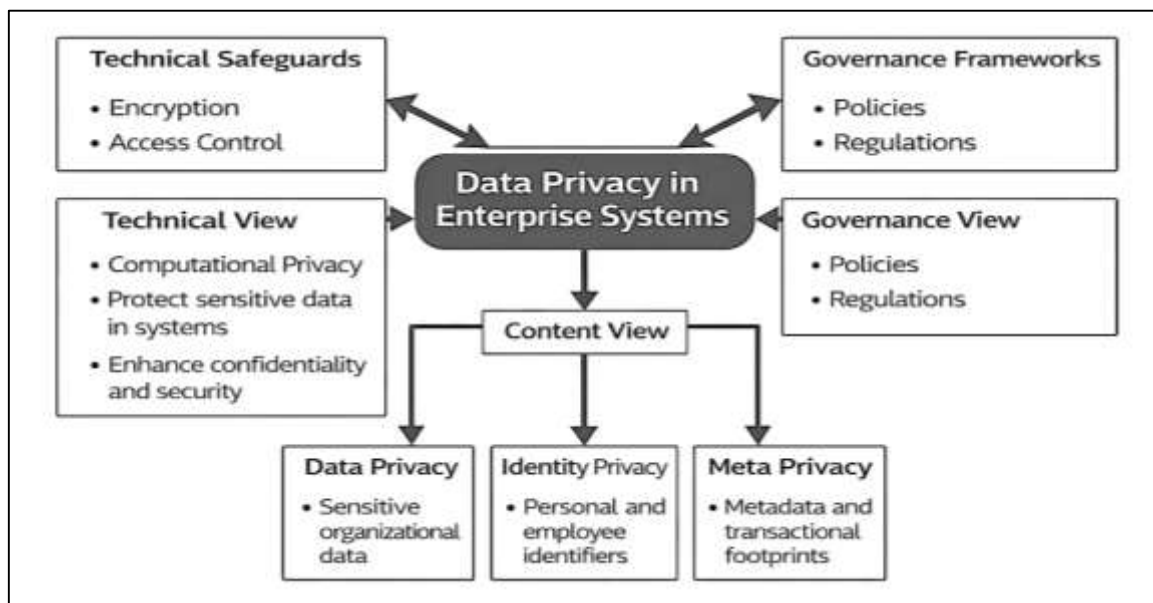 Technical Safeguards
• Encryption
• Access Control
Governance Frameworks
• Policies
• Regulations
Data Privacy in
Enterprise Systems
Technical View
• Computational Privacy
• Protect sensitive data
in systems
• Enhance confidentiality
and security
Governance View
• Policies
• Regulations
Content View
Data Privacy
• Sensitive
organizational
data
Identity Privacy
• Personal and
employee
identifiers
Meta Privacy
• Metadata and
transactional
footprints